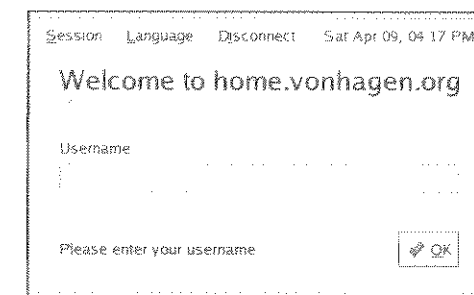 Session Language Disconnect Sat Apr 09, 04 17 PM
Welcome to home.vonhagen.org
Username
Please enter your username
OK